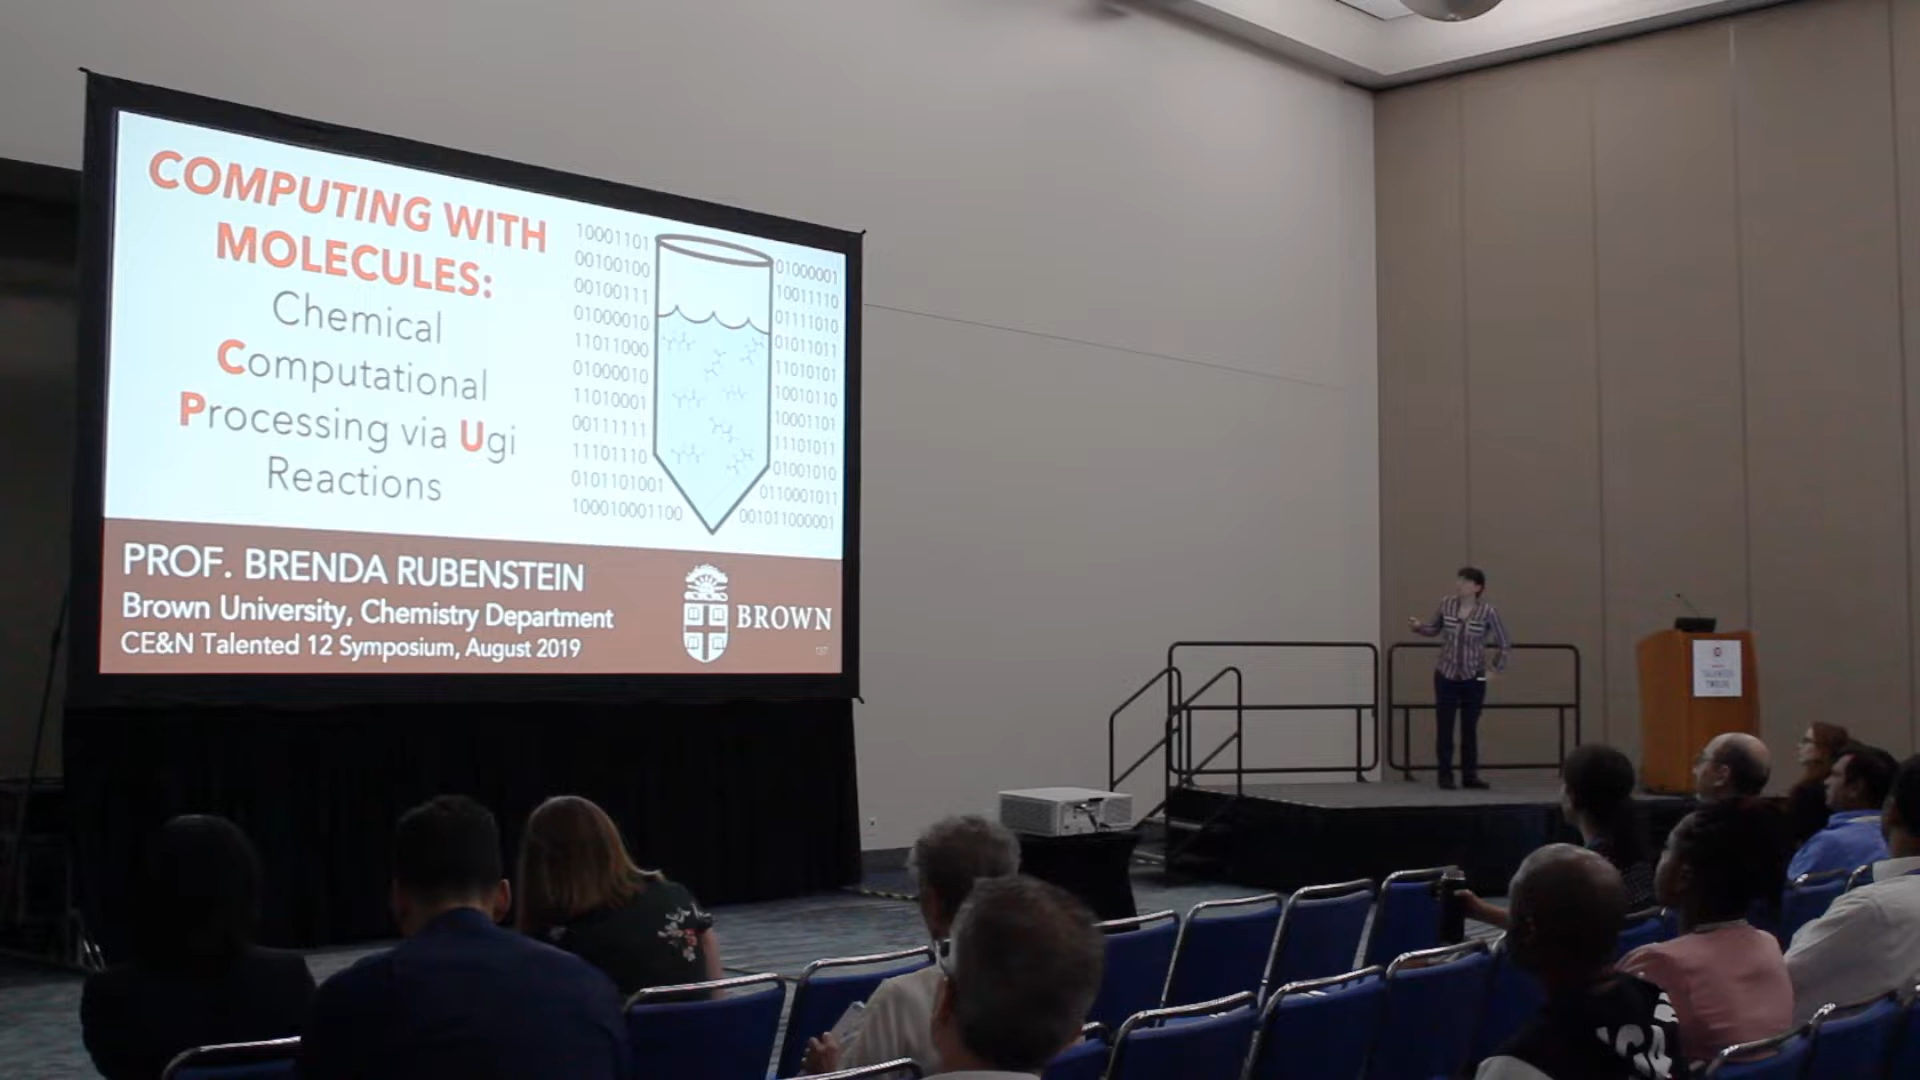 COMPUTING WITH
MOLECULES:
Chemical
Computational
Processing via Ugi
Reactions
10001101
00100100
00100111
01000010
11011000
01000010
11010001
00111111
11101110
0101101001
100010001100
01000001
10011110
01111010
01011011
11010101
10010110
10001101
11101011
01001010
0110001011
001011000001
PROF. BRENDA RUBENSTEIN
Brown University, Chemistry Department
CE&N Talented 12 Symposium, August 2019
BROWN
TALENTED
TWELVE